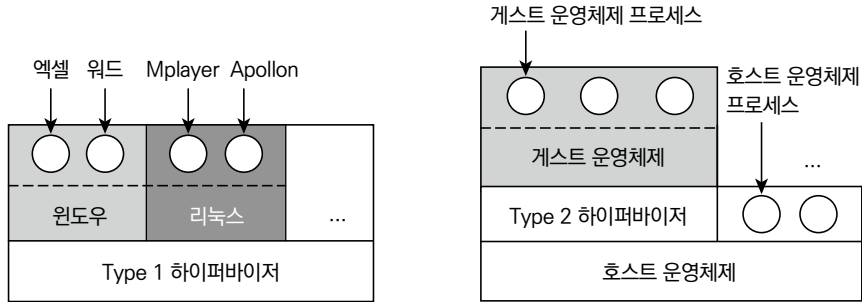 엑셀 워드 Mplayer Apollon
윈도우 리눅스 ...
Type 1 하이퍼바이저
게스트 운영체제 프로세스
호스트 운영체제
프로세스
게스트 운영체제
...
Type 2 하이퍼바이저
호스트 운영체제